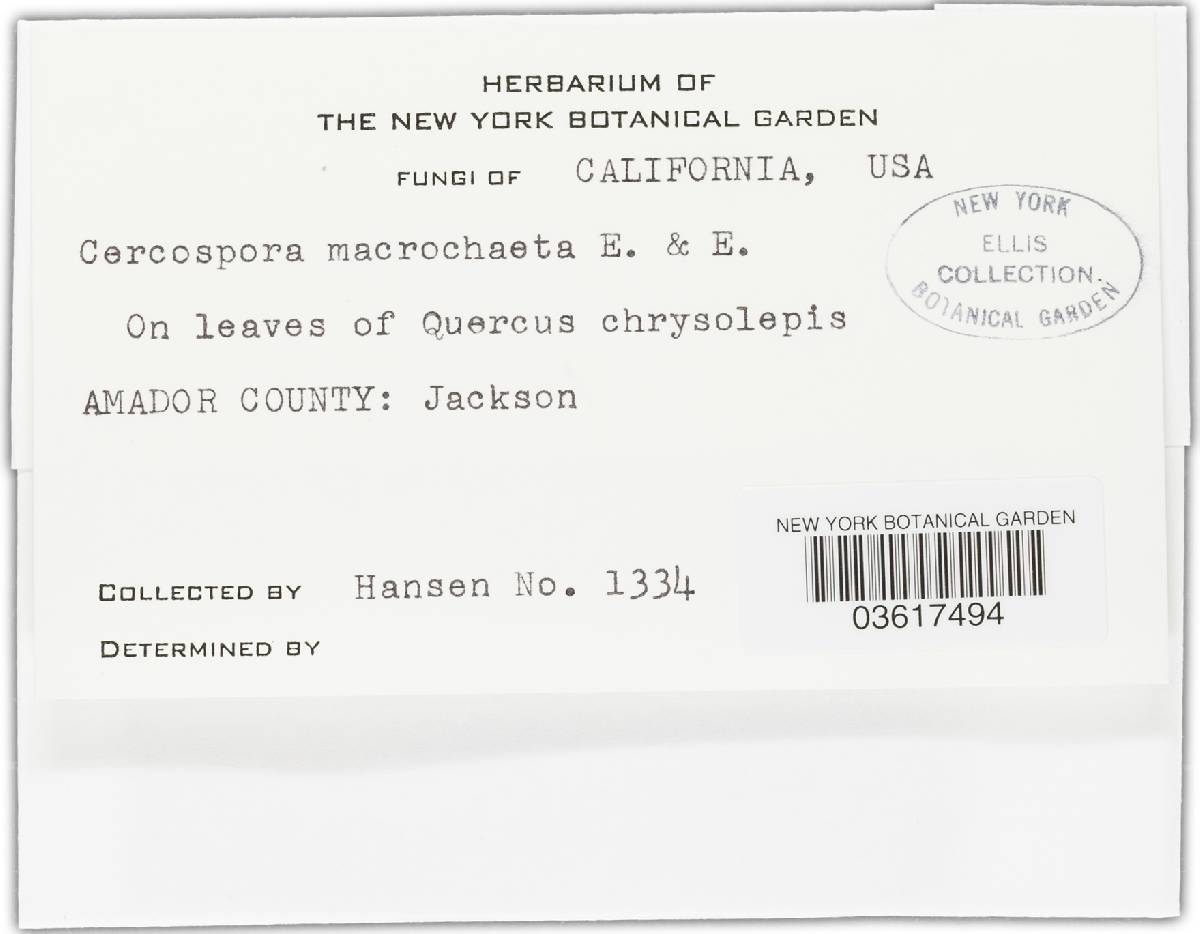 HERBARIUM OF
THE NEW YORK BOTANICAL GARDEN
FUNGI OF CALIFORNIA, USA
Cercospora macrochaeta E. & E.
On leaves of Quercus chrysolepis
AMADOR COUNTY: Jackson
NEW YORK
ELLIS
COLLECTION.
BOTANICAL GARDEN
COLLECTED BY Hansen No. 1334
DETERMINED BY
NEW YORK BOTANICAL GARDEN
03617494